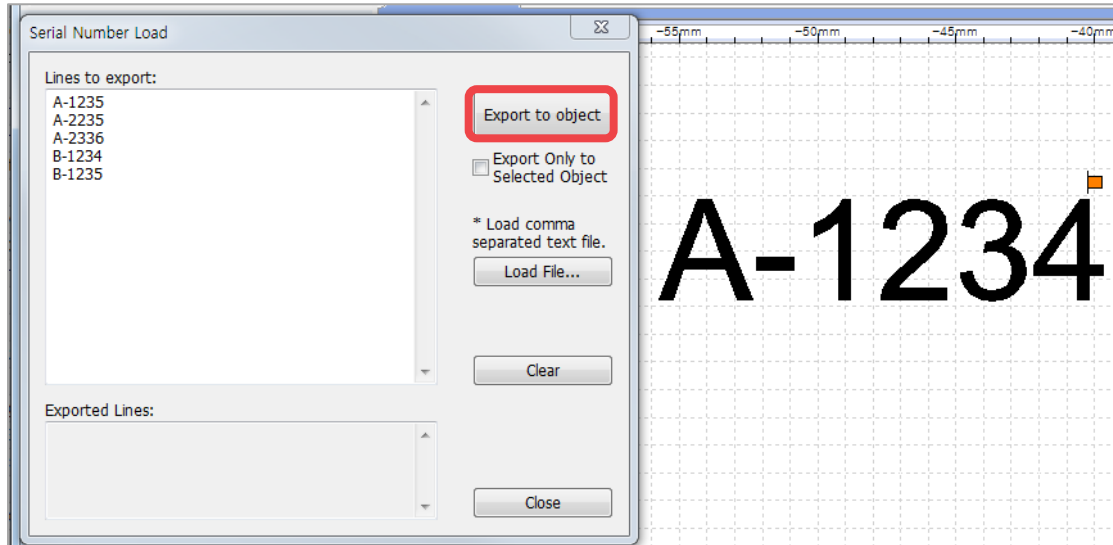 Serial Number Load
-55mm
-50mm
-45mm
-40mm
Lines to export:
A-1235
A-2235
A-2336
B-1234
B-1235
Export to object
Export Only to
Selected Object
* Load comma
separated text file.
Load File...
Clear
Exported Lines:
Close
A-1234